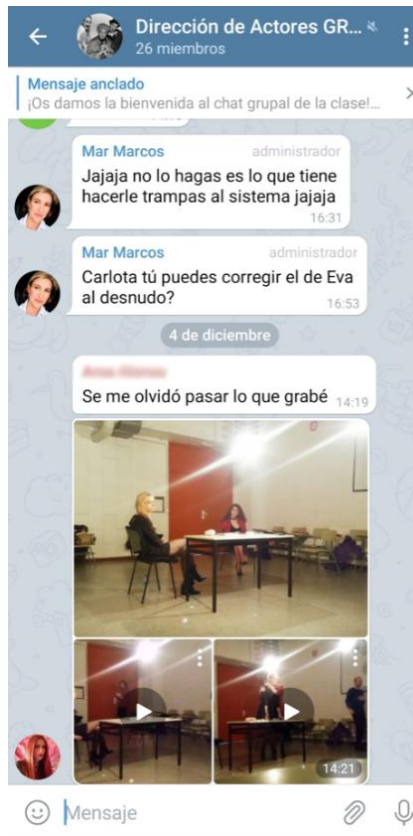 Dirección de Actores GR...
26 miembros
Mensaje anclado
¡Os damos la bienvenida al chat grupal de la clase!...
Mar Marcos administrador
Jajaja no lo hagas es lo que tiene
hacerle trampas al sistema jajaja
16:31
Mar Marcos administrador
Carlota tú puedes corregir el de Eva
al desnudo?
16:53
4 de diciembre
Se me olvidó pasar lo que grabé 14:19
14:21
Mensaje